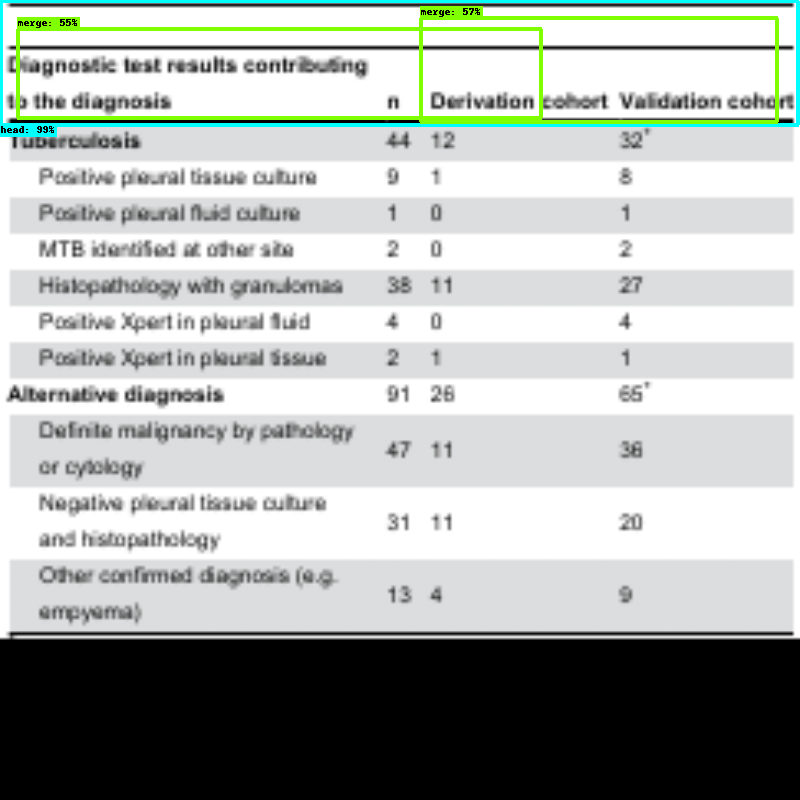 merge: 55%
merge: 57%
Diagnostic test results contributing
to the diagnosis n Derivation cohort Validation cohort
head: 99%
Tuberculosis 44 12 32*
Positive pleural tissue culture 9 1 8
Positive pleural fluid culture 1 0 1
MTB identified at other site 2 0 2
Histopathology with granulomas 38 11 27
Positive Xpert in pleural fluid 4 0 4
Positive Xpert in pleural tissue 2 1 1
Alternative diagnosis 91 26 65*
Definite malignancy by pathology
or cytology 47 11 36
Negative pleural tissue culture
and histopathology 31 11 20
Other confirmed diagnosis (e.g.
empyema) 13 4 9